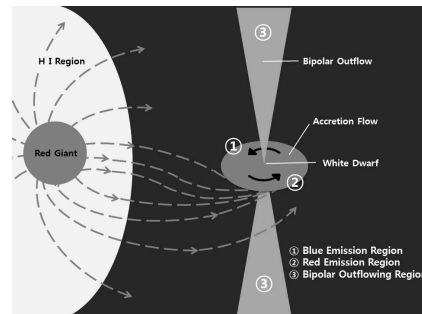 ③
H I Region
Bipolar Outflow
Accretion Flow
①
Red Giant
White Dwarf
②
① Blue Emission Region
② Red Emission Region
③ Bipolar Outflowing Region
③